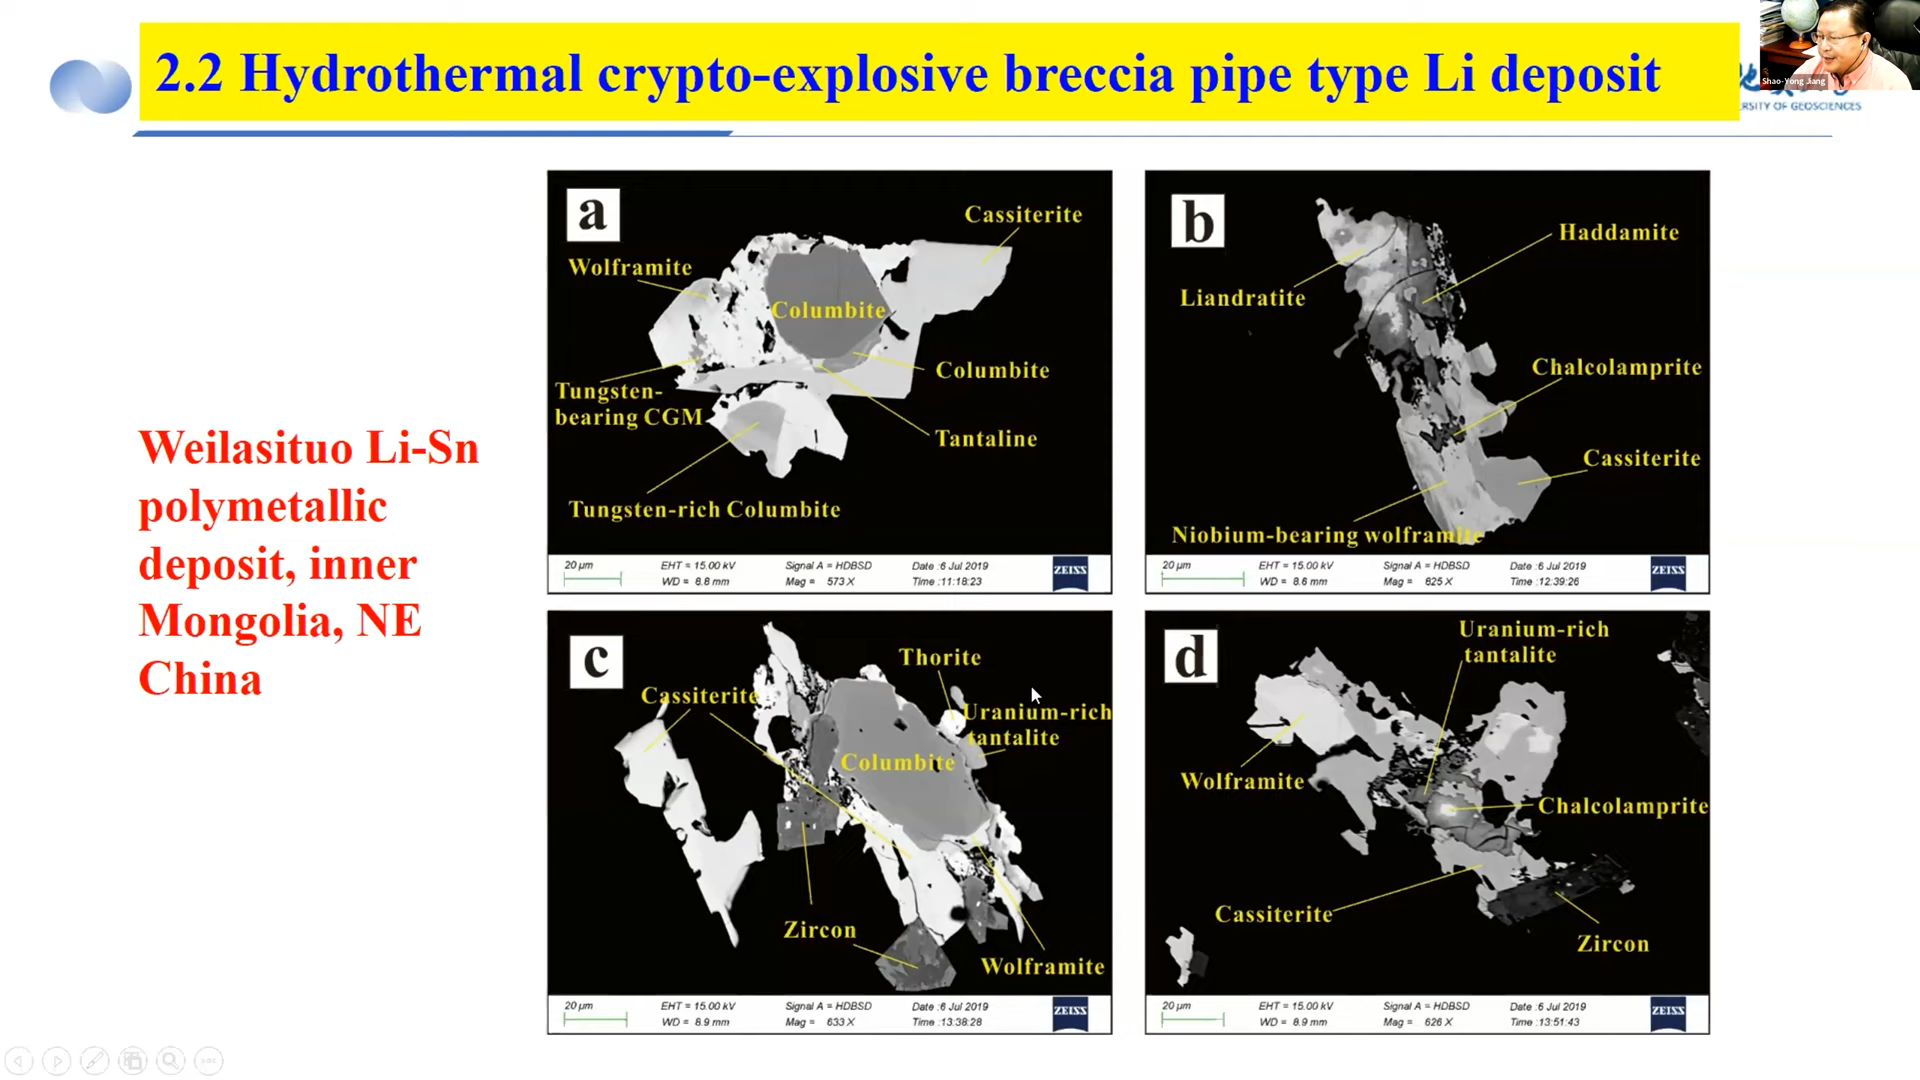 2.2 Hydrothermal crypto-explosive breccia pipe type Li deposit
Shao-Yong Jiang
RSITY OF GEOSCIENCES
Weilasituo Li-Sn
polymetallic
deposit, inner
Mongolia, NE
China
a
Cassiterite
Wolframite
Columbite
Columbite
Tungsten-
bearing CGM
Tantaline
Tungsten-rich Columbite
20 μm
EHT = 15.00 kV
Signal A = HDBSD
Date :6 Jul 2019
WD = 8.8 mm
Mag = 573 X
Time :11:18:23
ZEISS
b
Haddamite
Liandratite
Chalcolamprite
Cassiterite
Niobium-bearing wolframite
20 μm
EHT = 15.00 kV
Signal A = HDBSD
Date :6 Jul 2019
WD = 8.6 mm
Mag = 625 X
Time :12:39:26
ZEISS
c
Thorite
Cassiterite
Uranium-rich
tantalite
Columbite
Zircon
Wolframite
20 μm
EHT = 15.00 kV
Signal A = HDBSD
Date :6 Jul 2019
WD = 8.9 mm
Mag = 633 X
Time :13:38:28
ZEISS
d
Uranium-rich
tantalite
Wolframite
Chalcolamprite
Cassiterite
Zircon
20 μm
EHT = 15.00 kV
Signal A = HDBSD
Date :6 Jul 2019
WD = 8.9 mm
Mag = 626 X
Time :13:51:43
ZEISS